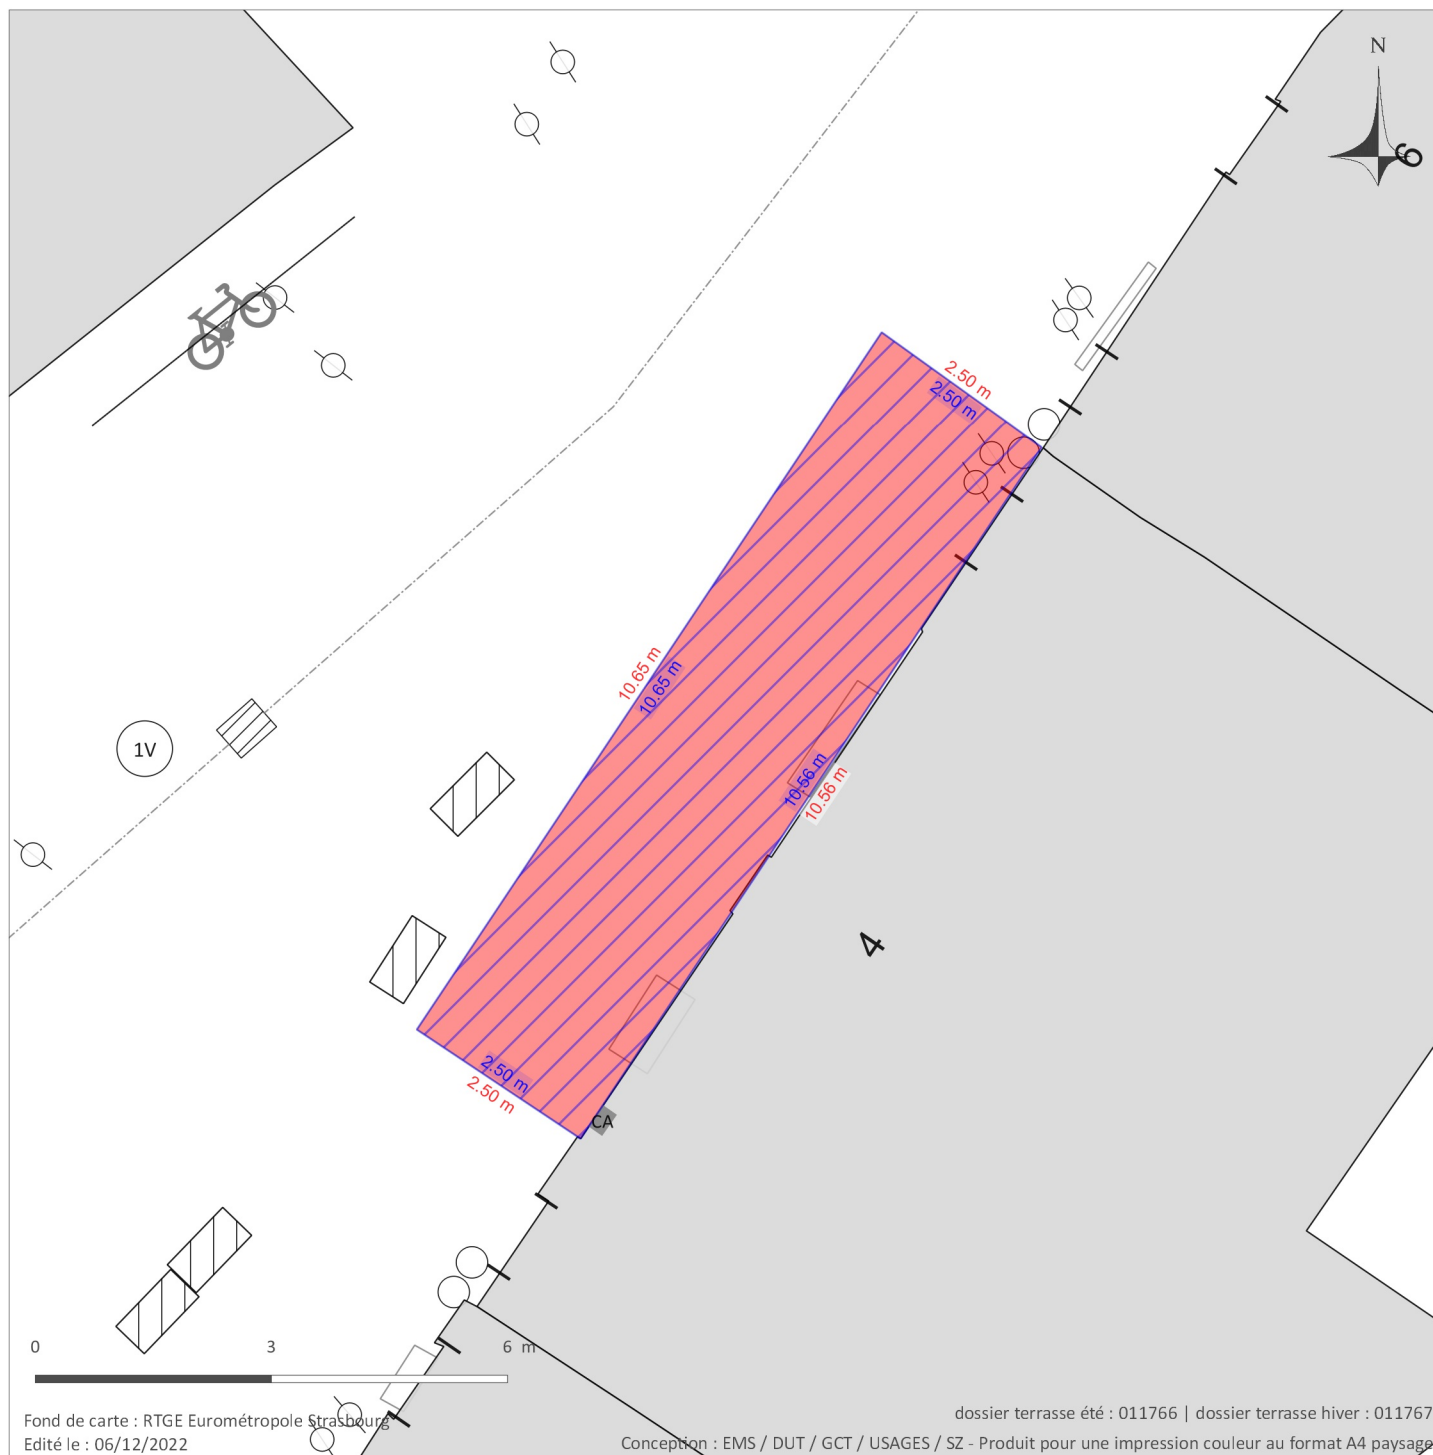 N
6
2.50 m
2.50 m
10.65 m
10.65 m
10.56 m
10.56 m
1V
4
2.50 m
2.50 m
CA
0 3 6 m
Fond de carte : RTGE Eurométropole Strasbourg
Edité le : 06/12/2022
dossier terrasse été : 011766 | dossier terrasse hiver : 011767
Conception : EMS / DUT / GCT / USAGES / SZ - Produit pour une impression couleur au format A4 paysage